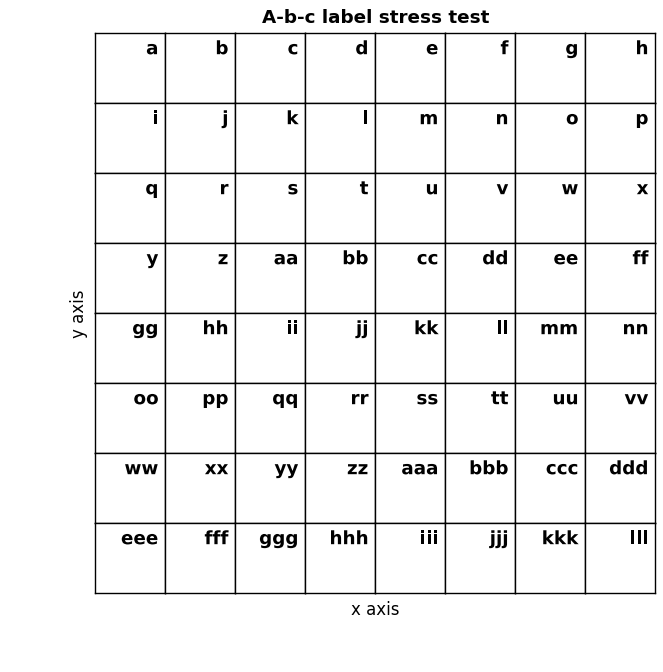 A-b-c label stress test
a b c d e f g h
i j k l m n o p
q r s t u v w x
y z aa bb cc dd ee ff
y axis
gg hh ii jj kk ll mm nn
oo pp qq rr ss tt uu vv
ww xx yy zz aaa bbb ccc ddd
eee fff ggg hhh iii jjj kkk lll
x axis